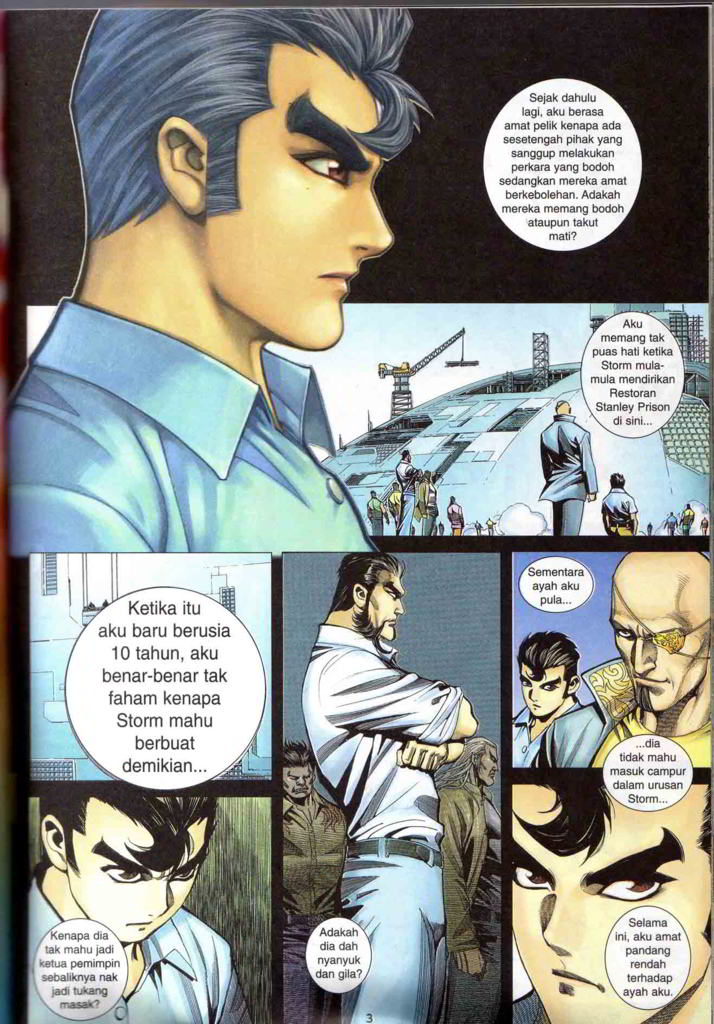 Sejak dahulu
lagi, aku berasa
amat pelik kenapa ada
sesetengah pihak yang
sanggup melakukan
perkara yang bodoh
sedangkan mereka amat
berkebolehan. Adakah
mereka memang bodoh
ataupun takut
mati?
Aku
memang tak
puas hati ketika
Storm mula-
mula mendirikan
Restoran
Stanley Prison
di sini...
Ketika itu
aku baru berusia
10 tahun, aku
benar-benar tak
faham kenapa
Storm mahu
berbuat
demikian...
Kenapa dia
tak mahu jadi
ketua pemimpin
sebaliknya nak
jadi tukang
masak?
Adakah
dia dah
nyanyuk
dan gila?
Sementara
ayah aku
pula...
...dia
tidak mahu
masuk campur
dalam urusan
Storm...
Selama
ini, aku amat
pandang
rendah
terhadap
ayah aku.
3